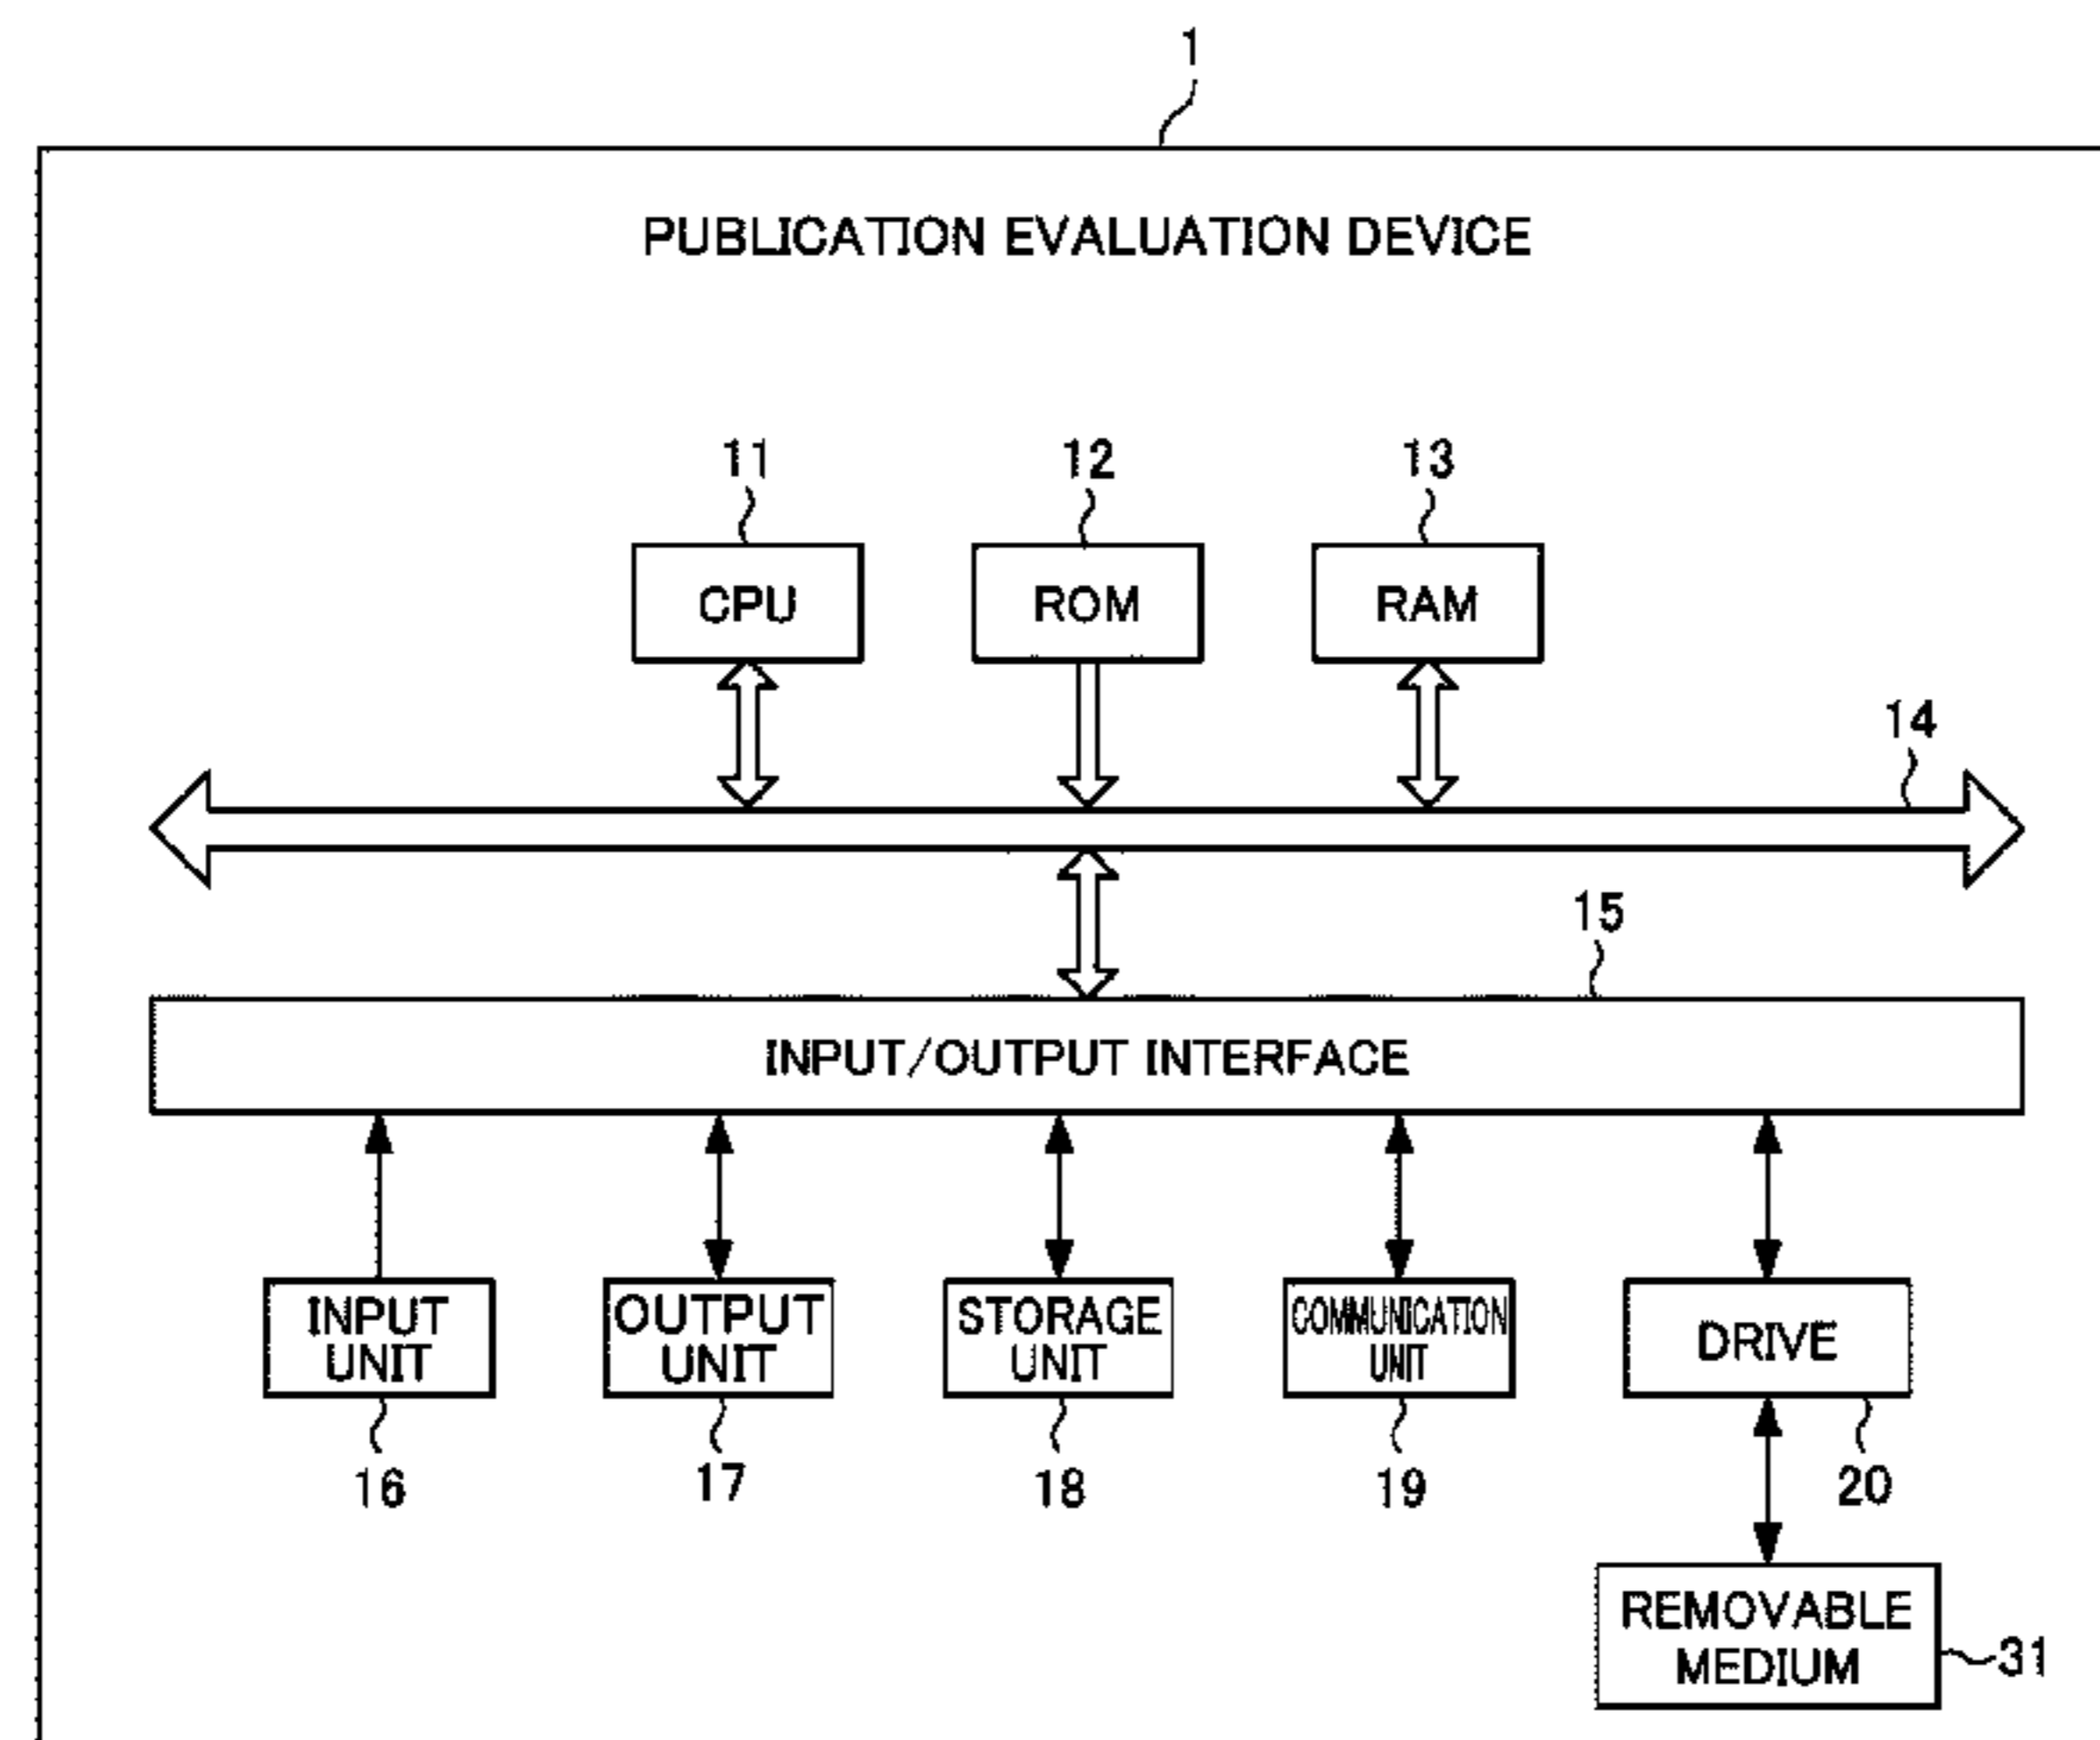 1
PUBLICATION EVALUATION DEVICE
11
12
13
CPU
ROM
RAM
14
15
INPUT/OUTPUT INTERFACE
INPUT
UNIT
OUTPUT
UNIT
STORAGE
UNIT
COMMUNICATION
UNIT
DRIVE
16
17
18
19
20
REMOVABLE
MEDIUM
31